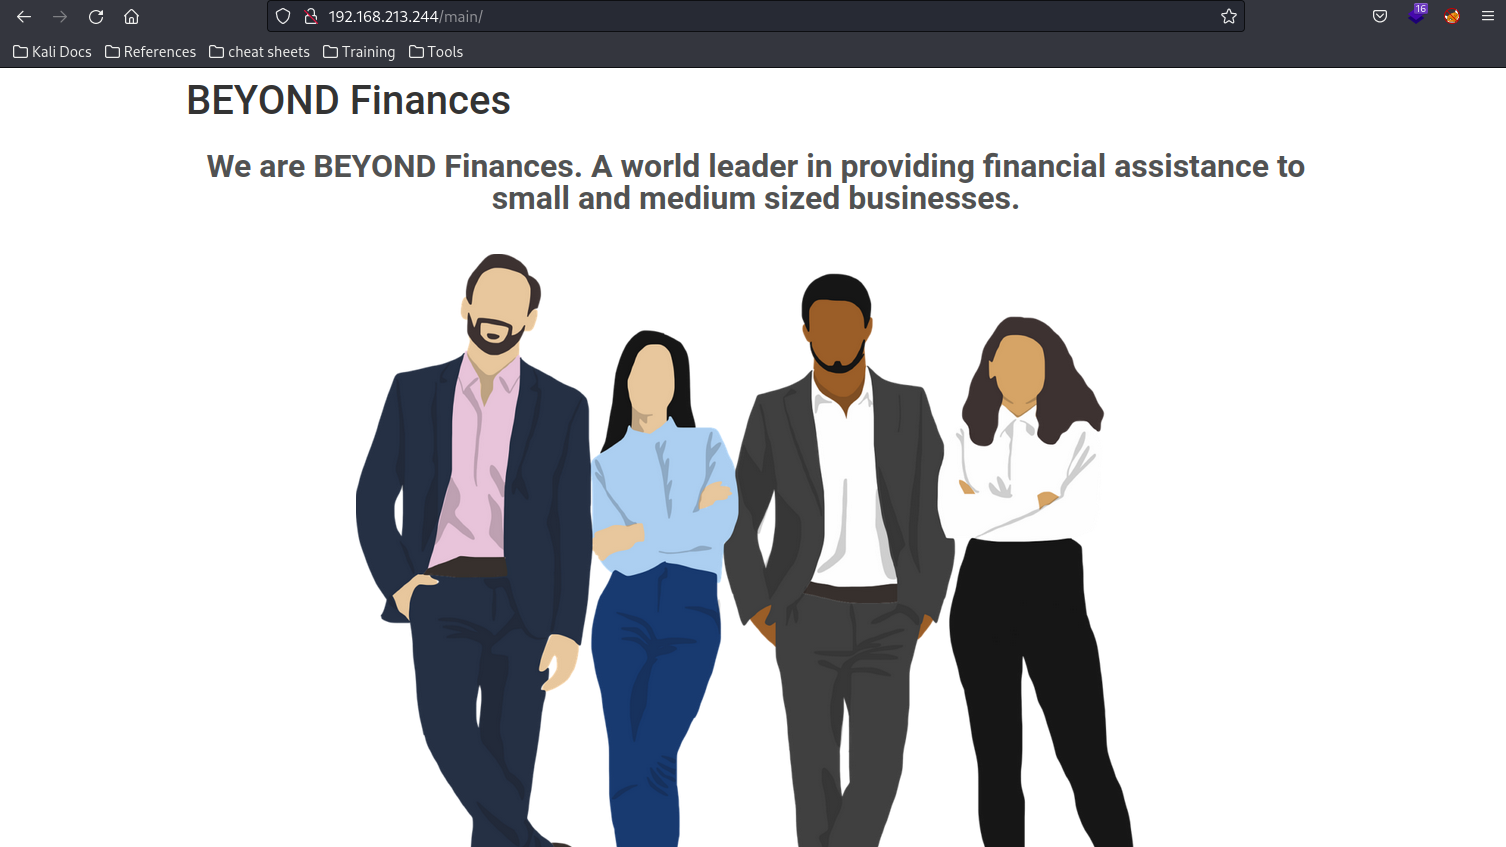 192.168.213.244/main/
16
Kali Docs
References
cheat sheets
Training
Tools
BEYOND Finances
We are BEYOND Finances. A world leader in providing financial assistance to
small and medium sized businesses.